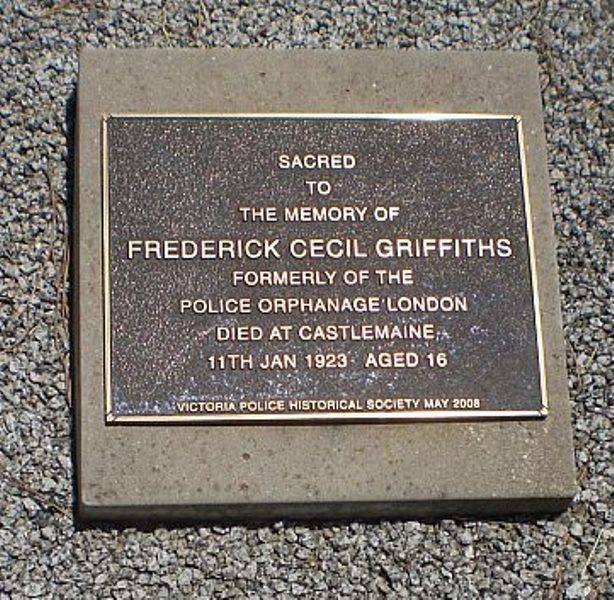 SACRED
TO
THE MEMORY OF
FREDERICK CECIL GRIFFITHS
FORMERLY OF THE
POLICE ORPHANAGE LONDON
DIED AT CASTLEMAINE
11TH JAN 1923 AGED 16
VICTORIA POLICE HISTORICAL SOCIETY MAY 2008